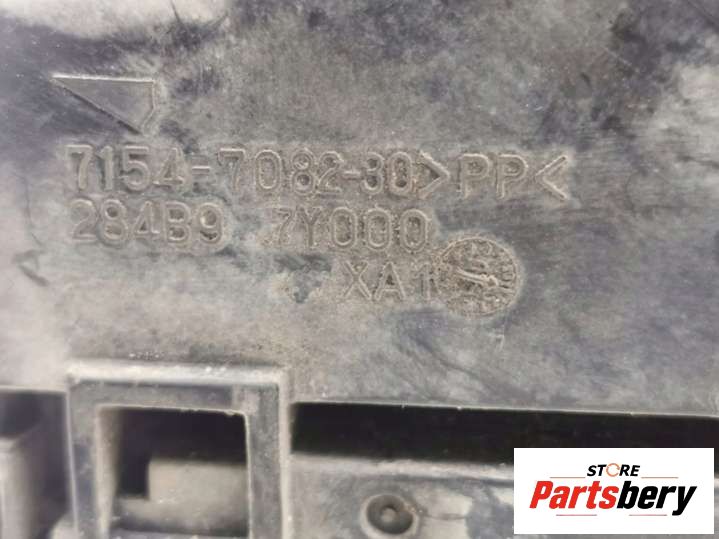 7154-7082-30 >PP<
284B9 7Y000
XA1
STORE
Partsbery